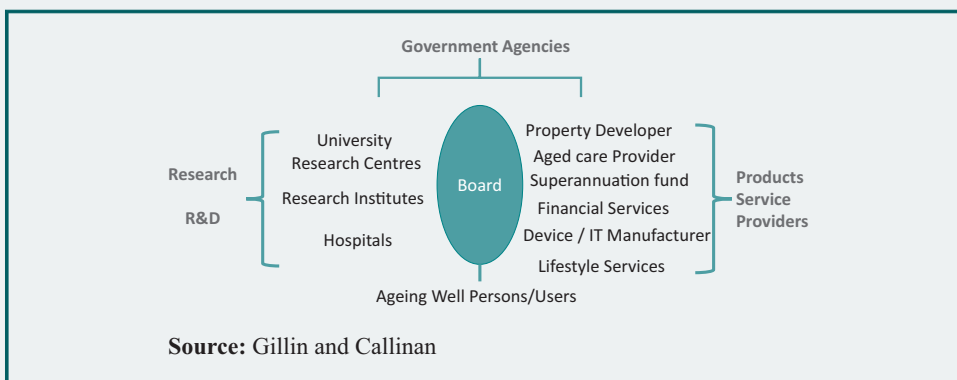 Government Agencies
Research
R&D
University
Research Centres
Research Institutes
Hospitals
Board
Property Developer
Aged care Provider
Superannuation fund
Financial Services
Device / IT Manufacturer
Lifestyle Services
Products
Service
Providers
Ageing Well Persons/Users
Source: Gillin and Callinan